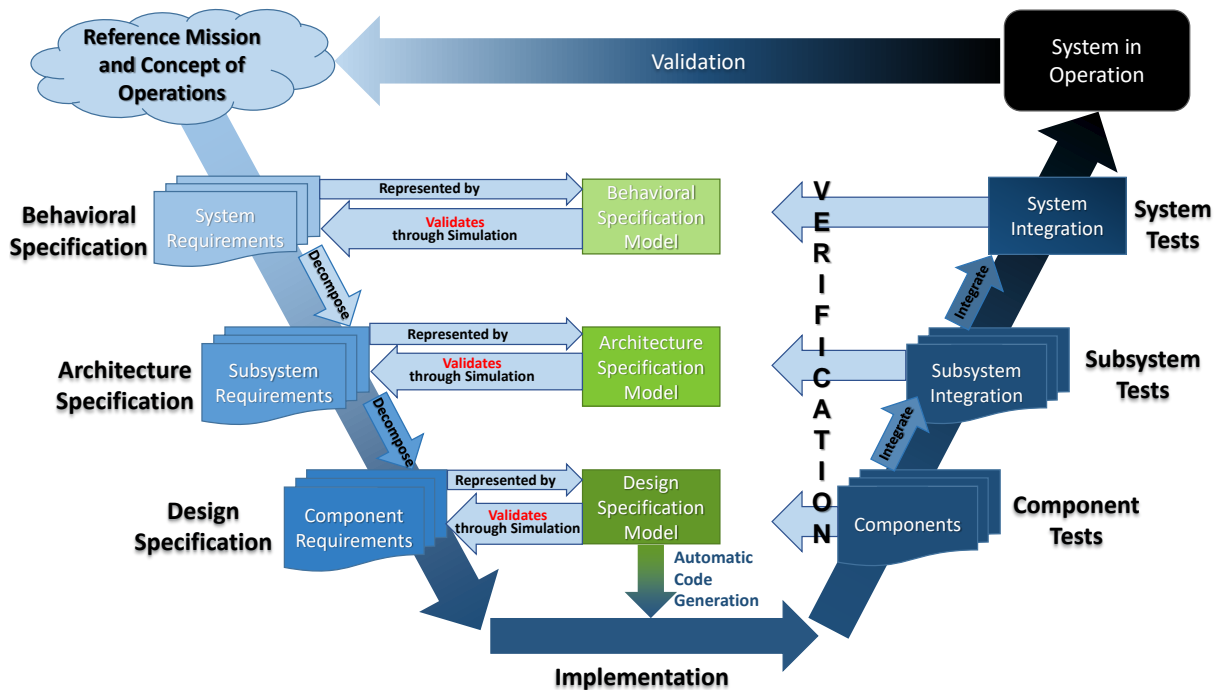 Reference Mission
and Concept of
Operations
Validation
System in
Operation
Behavioral
Specification
System
Requirements
Represented by
Validates
through Simulation
Behavioral
Specification
Model
VERIFICATION
System
Integration
System
Tests
Decompose
Integrate
Architecture
Specification
Subsystem
Requirements
Represented by
Validates
through Simulation
Architecture
Specification
Model
Subsystem
Integration
Subsystem
Tests
Decompose
Integrate
Design
Specification
Component
Requirements
Represented by
Validates
through Simulation
Design
Specification
Model
Components
Component
Tests
Automatic
Code
Generation
Implementation